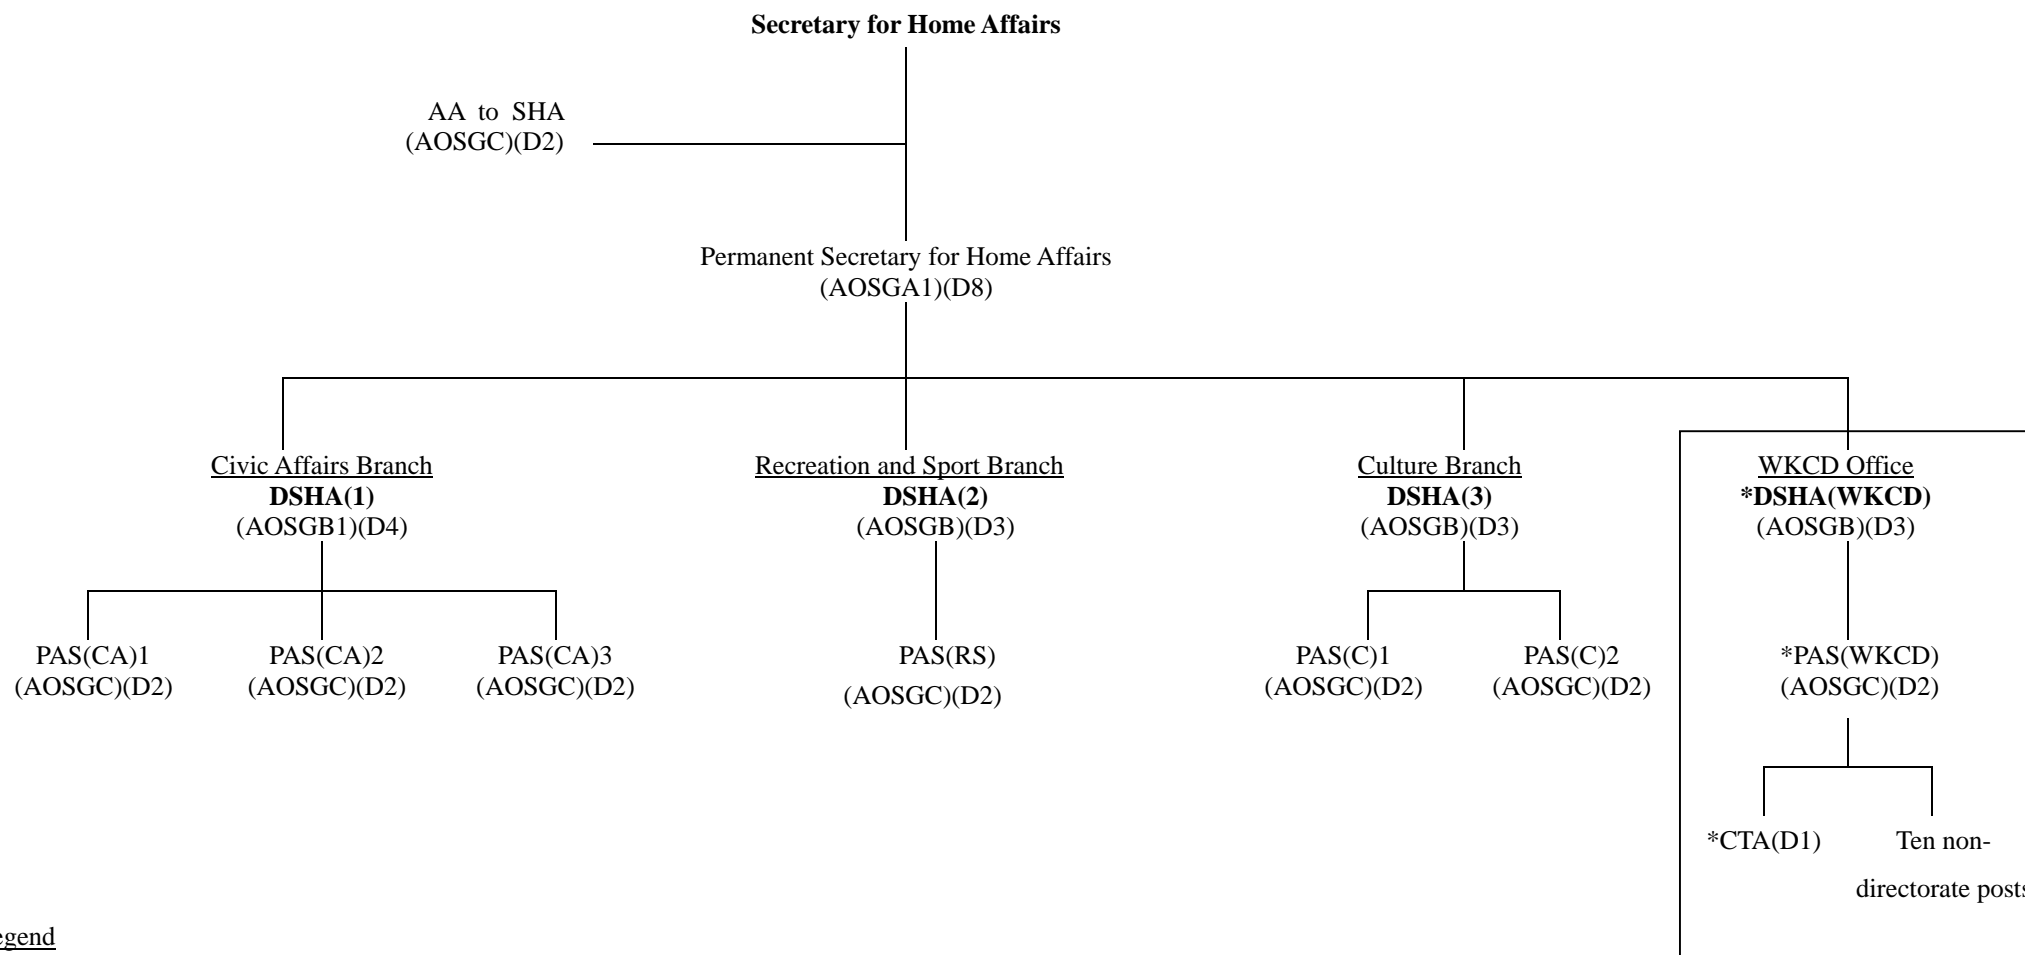 Secretary for Home Affairs
AA to SHA
(AOSGC)(D2)
Permanent Secretary for Home Affairs
(AOSGA1)(D8)
Civic Affairs Branch
DSHA(1)
(AOSGB1)(D4)
Recreation and Sport Branch
DSHA(2)
(AOSGB)(D3)
Culture Branch
DSHA(3)
(AOSGB)(D3)
WKCD Office
*DSHA(WKCD)
(AOSGB)(D3)
PAS(CA)1
(AOSGC)(D2)
PAS(CA)2
(AOSGC)(D2)
PAS(CA)3
(AOSGC)(D2)
PAS(RS)
(AOSGC)(D2)
PAS(C)1
(AOSGC)(D2)
PAS(C)2
(AOSGC)(D2)
*PAS(WKCD)
(AOSGC)(D2)
*CTA(D1)
Ten non-
directorate posts
egend